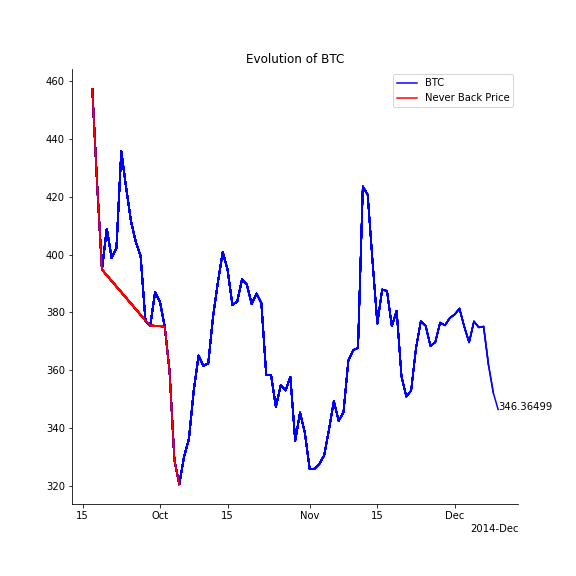 Evolution of BTC
BTC
Never Back Price
460
440
420
400
380
360
340
320
346.36499
15
Oct
15
Nov
15
Dec
2014-Dec